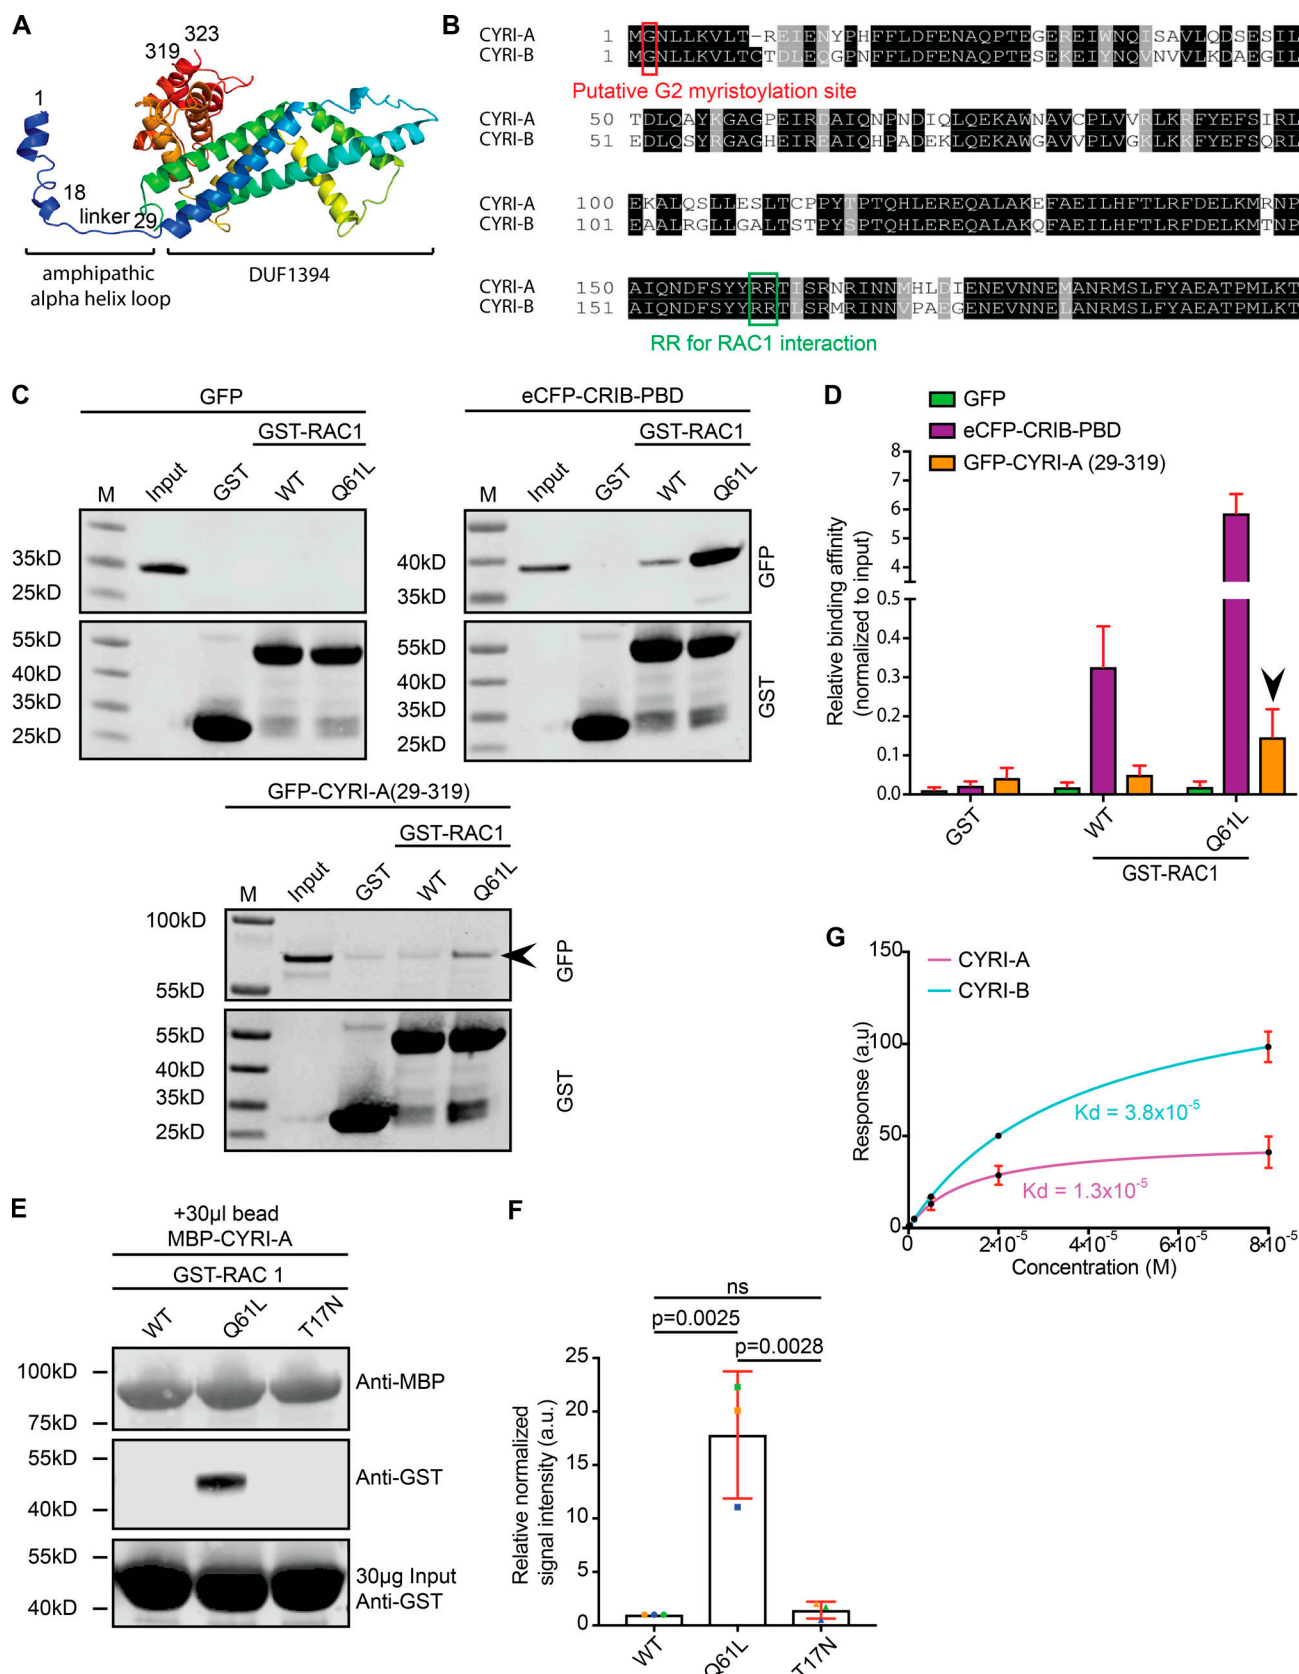 A
323
319
1
18
linker
29
amphipathic
alpha helix loop
DUF1394
B
CYRI-A 1 MGNLLKVLT-REIENYPHFFLDFENAQPTEGEREIWNQISAVLQDSESIL
CYRI-B 1 MGNLLKVLTCTDLEQGPNFFLDFENAQPTESEKEIYNQVNVVLKDAEGIL
Putative G2 myristoylation site
CYRI-A 50 TDLQAYKGAGPEIRDAIQNPNDIQLQEKAWNAVCPLVVRLKRFYEFSIRL
CYRI-B 51 EDLQSYRGAGHEIREAIQHPADEKLQEKAWGAVVPLVGKLKKFYEFSQRL
CYRI-A 100 EKALQSLLESLTCPPYTPTQHLEREQALAKEFAEILHFTLRFDELKMRNP
CYRI-B 101 EAALRGLLGALTSTPYSPTQHLEREQALAKQFAEILHFTLRFDELKMTNP
CYRI-A 150 AIQNDFSYYRRTISRNRINNMHLDIENEVNNEMANRMSLFYAEATPMLKT
CYRI-B 151 AIQNDFSYYRRTLSRMRINNVPAEGENEVNNELANRMSLFYAEATPMLKT
RR for RAC1 interaction
C
GFP
GST-RAC1
M Input GST WT Q61L
35kD
25kD
55kD
40kD
35kD
25kD
eCFP-CRIB-PBD
GST-RAC1
M Input GST WT Q61L
40kD
35kD
GFP
55kD
40kD
35kD
25kD
GST
GFP-CYRI-A(29-319)
GST-RAC1
M Input GST WT Q61L
100kD
55kD
GFP
55kD
40kD
35kD
25kD
GST
D
GFP
eCFP-CRIB-PBD
GFP-CYRI-A (29-319)
Relative binding affinity
(normalized to input)
8
7
6
5
4
0.5
0.4
0.3
0.2
0.1
0.0
GST WT Q61L
GST-RAC1
G
CYRI-A
CYRI-B
Response (a.u)
150
100
50
0
Kd = 3.8x10⁻⁵
Kd = 1.3x10⁻⁵
0 2×10⁻⁵ 4×10⁻⁵ 6×10⁻⁵ 8×10⁻⁵
Concentration (M)
E
+30µl bead
MBP-CYRI-A
GST-RAC 1
WT Q61L T17N
100kD
75kD
Anti-MBP
55kD
40kD
Anti-GST
55kD
40kD
30µg Input
Anti-GST
F
ns
p=0.0025
p=0.0028
Relative normalized
signal intensity (a.u.)
25
20
15
10
5
0
WT Q61L T17N